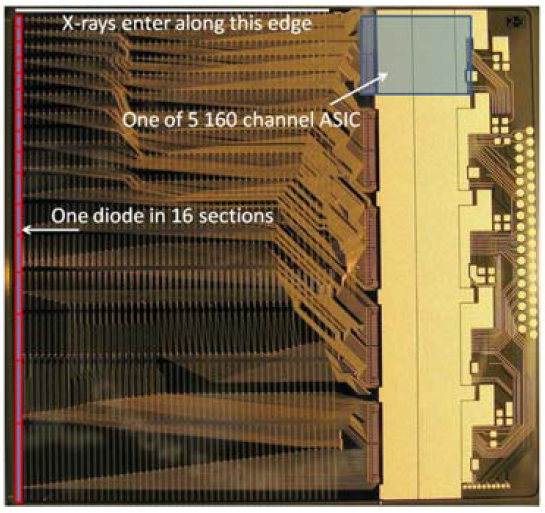 X-rays enter along this edge
One of 5 160 channel ASIC
One diode in 16 sections